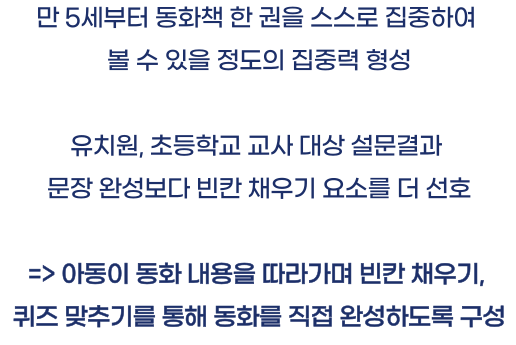 만 5세부터 동화책 한 권을 스스로 집중하여
볼 수 있을 정도의 집중력 형성
유치원, 초등학교 교사 대상 설문결과
문장 완성보다 빈칸 채우기 요소를 더 선호
=> 아동이 동화 내용을 따라가며 빈칸 채우기,
퀴즈 맞추기를 통해 동화를 직접 완성하도록 구성